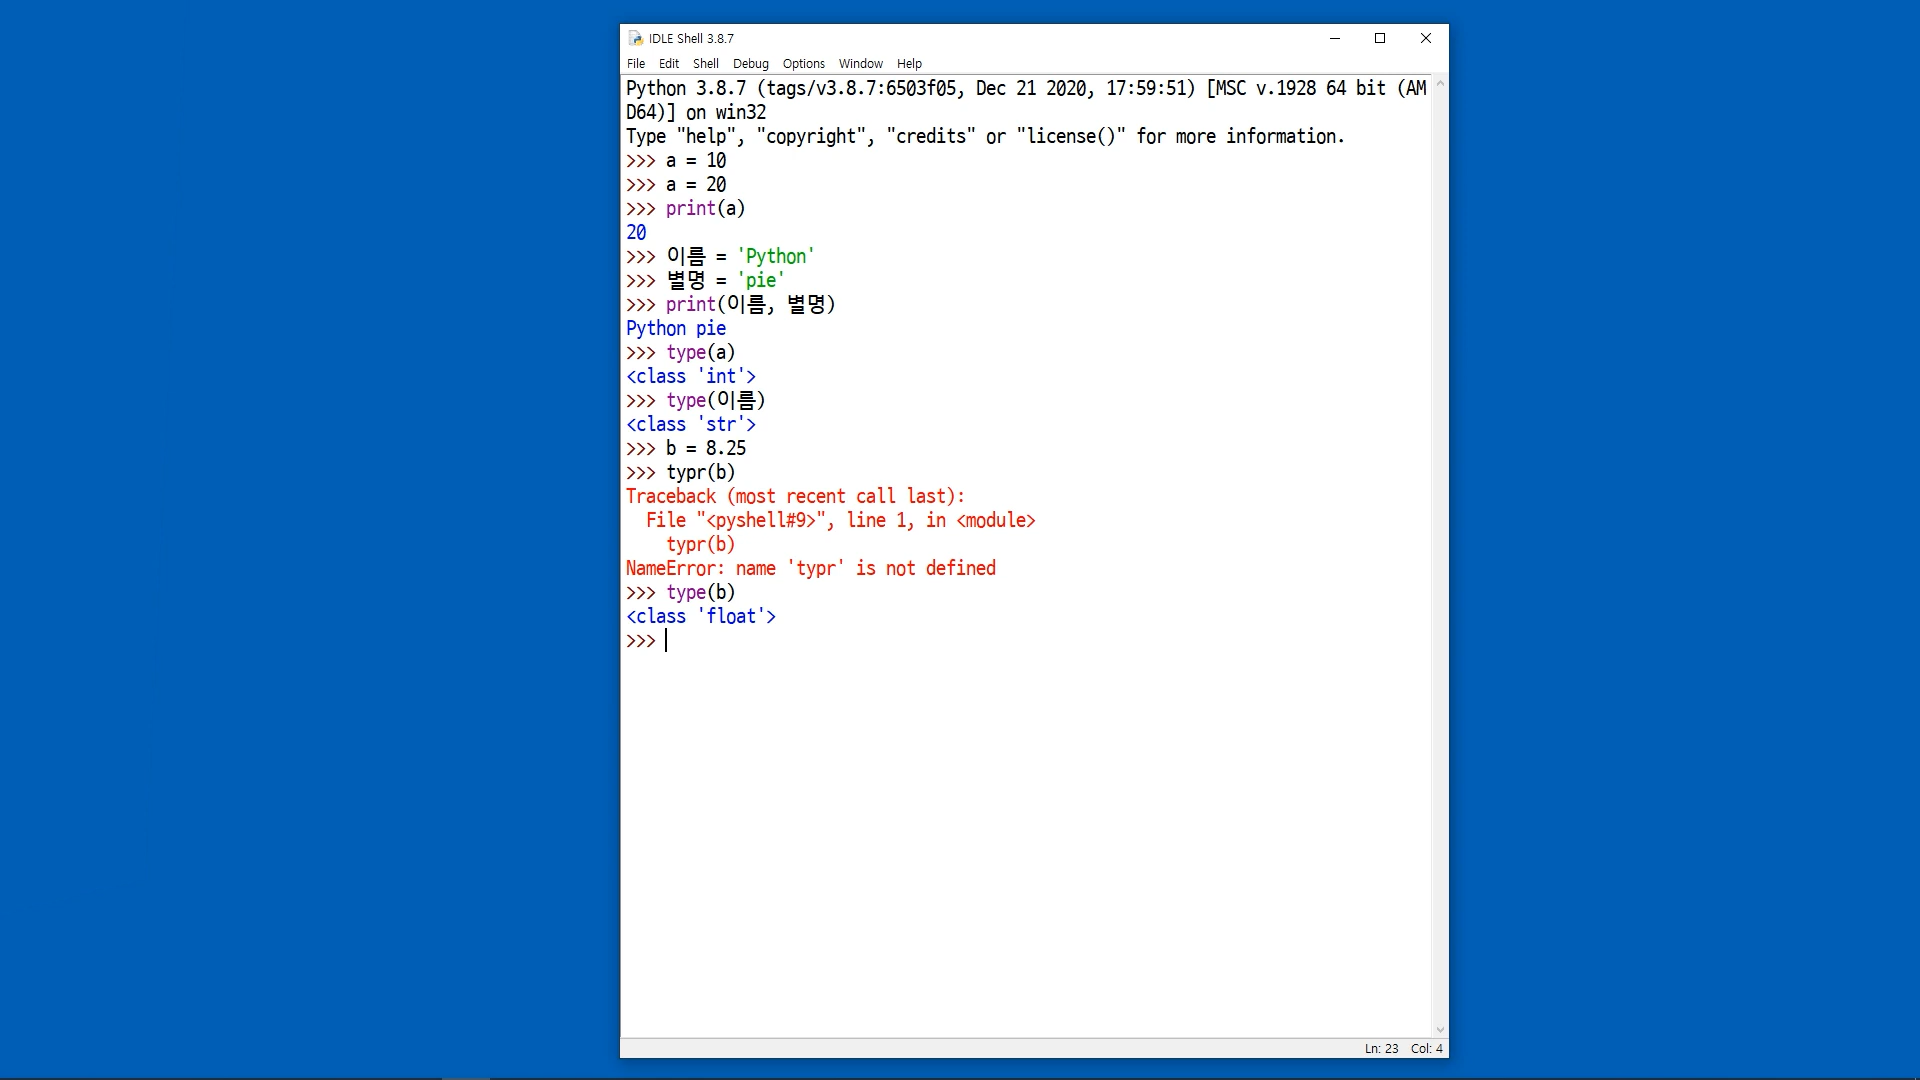 IDLE Shell 3.8.7
File Edit Shell Debug Options Window Help
Python 3.8.7 (tags/v3.8.7:6503f05, Dec 21 2020, 17:59:51) [MSC v.1928 64 bit (AM
D64)] on win32
Type "help", "copyright", "credits" or "license()" for more information.
>>> a = 10
>>> a = 20
>>> print(a)
20
>>> 이름 = 'Python'
>>> 별명 = 'pie'
>>> print(이름, 별명)
Python pie
>>> type(a)
<class 'int'>
>>> type(이름)
<class 'str'>
>>> b = 8.25
>>> typr(b)
Traceback (most recent call last):
  File "<pyshell#9>", line 1, in <module>
    typr(b)
NameError: name 'typr' is not defined
>>> type(b)
<class 'float'>
>>>
Ln: 23 Col: 4